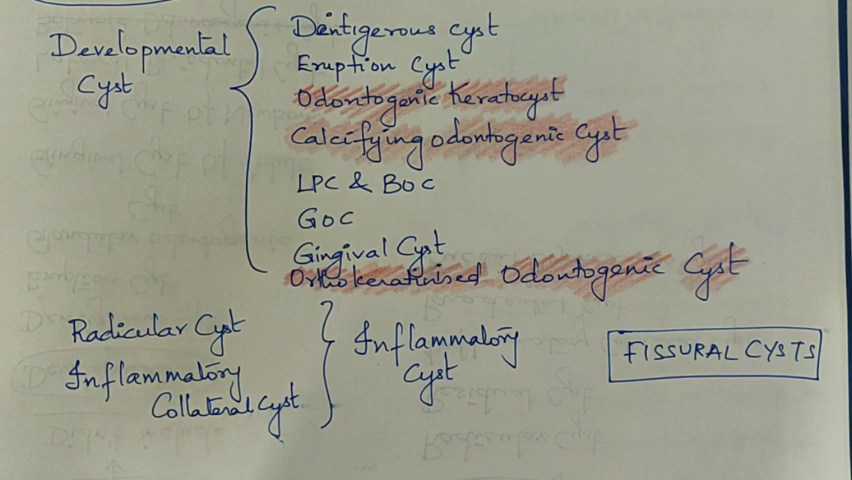 Developmental
Cyst
Dentigerous cyst
Eruption Cyst
Odontogenic Keratocyst
Calcifying odontogenic Cyst
LPC & BOC
GOC
Gingival Cyst
Orthokeratinised Odontogenic Cyst
Radicular Cyst
Inflammatory
Collateral Cyst
Inflammatory
Cyst
FISSURAL CYSTS